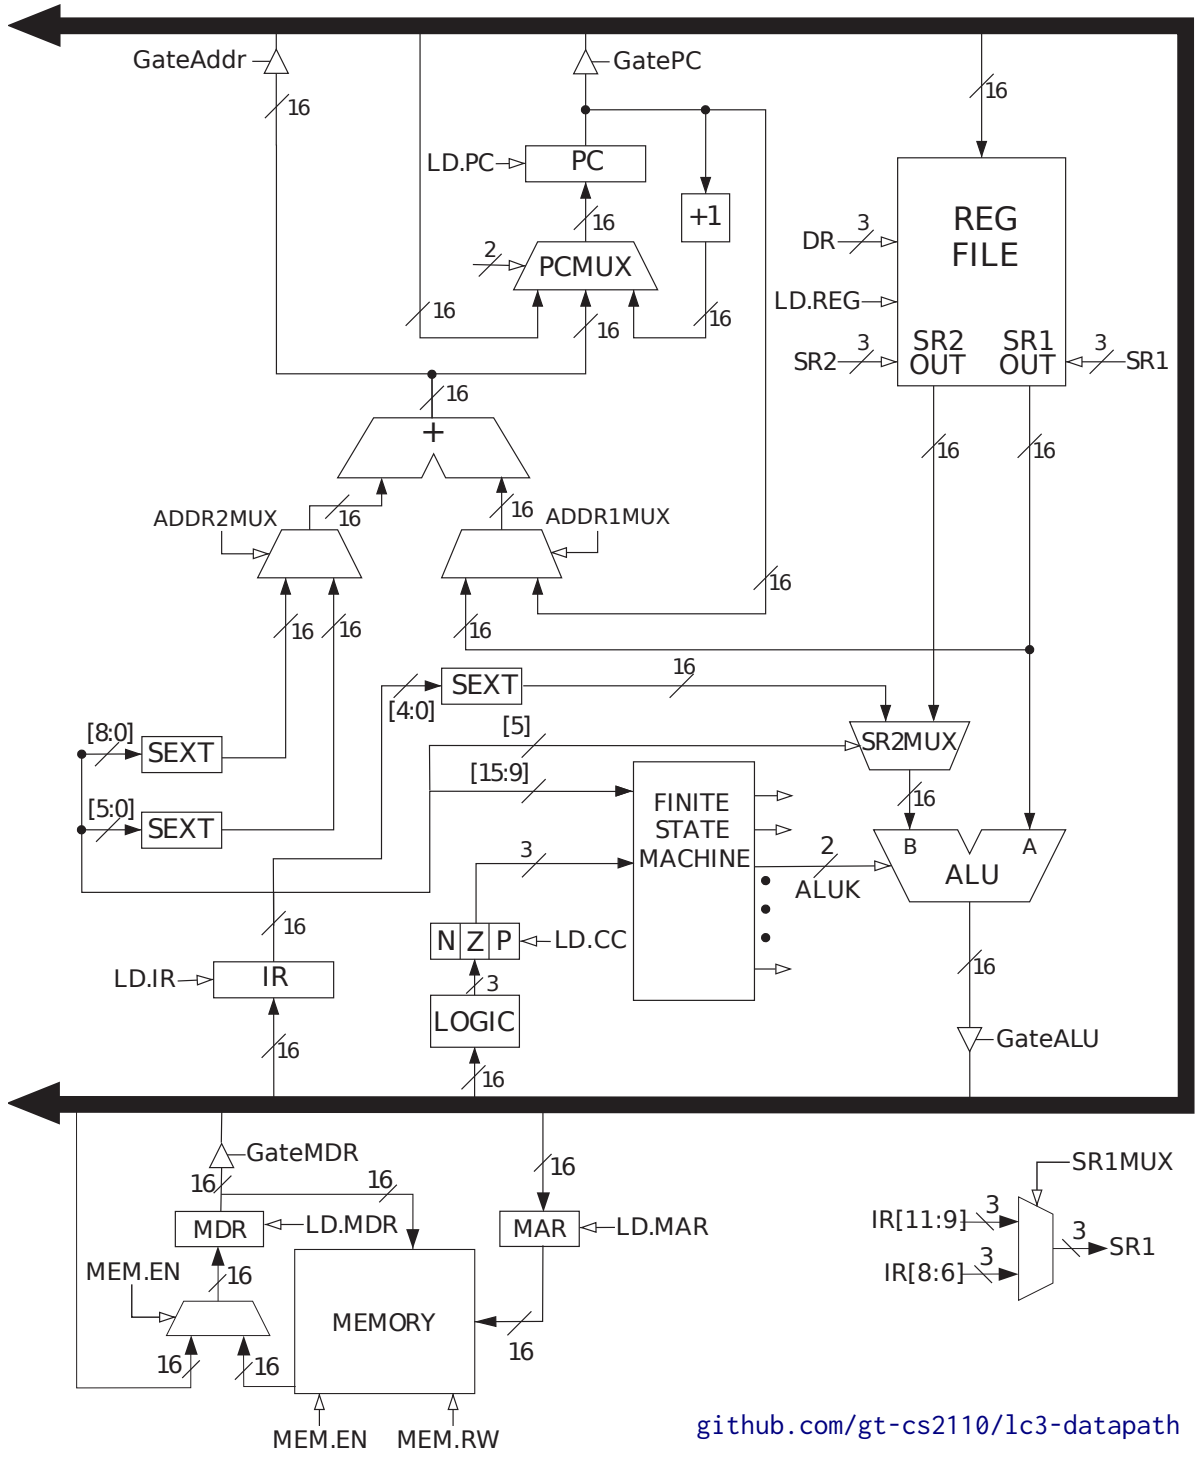 GateAddr
GatePC
16
16
LD.PC
PC
+1
16
2
PCMUX
16
16
16
REG
FILE
DR
3
LD.REG
SR2
3
SR2
OUT
SR1
OUT
3
SR1
16
+
16
16
ADDR2MUX
16
16
ADDR1MUX
16
16
16
16
16
[4:0]
SEXT
16
[8:0]
SEXT
[5]
SR2MUX
[15:9]
[5:0]
SEXT
FINITE
STATE
MACHINE
16
3
2
ALUK
B
A
ALU
16
N
Z
P
LD.CC
LD.IR
IR
3
16
LOGIC
GateALU
16
16
GateMDR
16
16
16
SR1MUX
MDR
LD.MDR
MAR
LD.MAR
IR[11:9]
3
3
SR1
IR[8:6]
3
MEM.EN
16
MEMORY
16
16
16
MEM.EN
MEM.RW
github.com/gt-cs2110/lc3-datapath